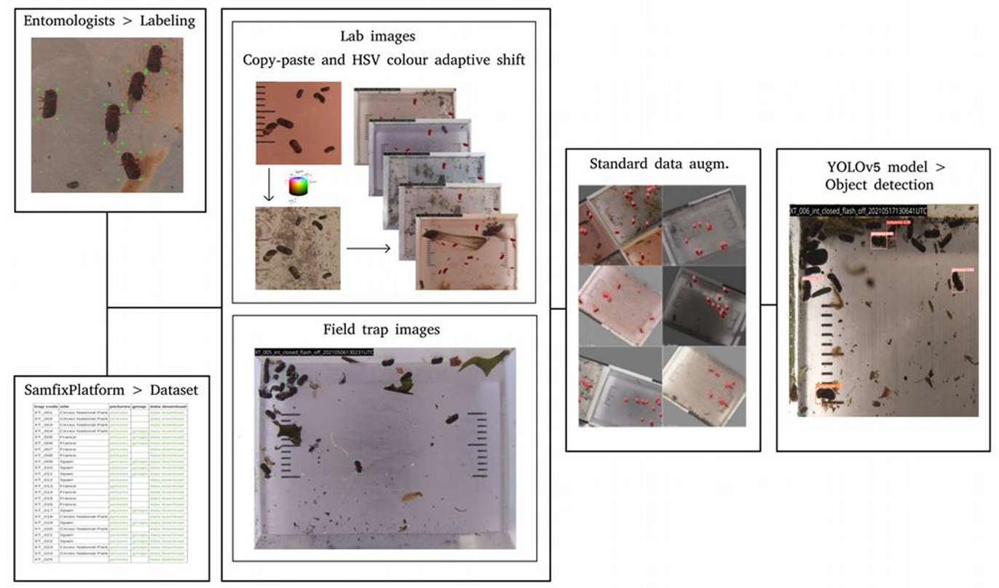 Entomologists > Labeling
Lab images
Copy-paste and HSV colour adaptive shift
Field trap images
XT_005_int_closed_flash_off_20210506130231UTC
SamfixPlatform > Dataset
trap code site pictures gmap data download
XT_001 Circeo National Park pictures data download
XT_002 Circeo National Park pictures data download
XT_003 Circeo National Park pictures data download
XT_004 Circeo National Park pictures gmaps data download
XT_005 France pictures gmaps data download
XT_006 France pictures gmaps data download
XT_007 France pictures data download
XT_008 France pictures data download
XT_009 Spain pictures gmaps data download
XT_010 Spain pictures gmaps data download
XT_011 Spain pictures gmaps data download
XT_012 Spain pictures data download
XT_013 France pictures data download
XT_014 France pictures data download
XT_015 France pictures data download
XT_016 France pictures data download
XT_017 Spain pictures gmaps data download
XT_018 Circeo National Park pictures data download
XT_019 Spain pictures gmaps data download
XT_020 Circeo National Park pictures data download
XT_021 Spain pictures gmaps data download
XT_022 Spain pictures gmaps data download
XT_023 Circeo National Park pictures gmaps data download
XT_024 Circeo National Park pictures gmaps data download
XT_025 pictures data download
Standard data augm.
YOLOv5 model >
Object detection
XT_006_int_closed_flash_off_20210517130641UTC